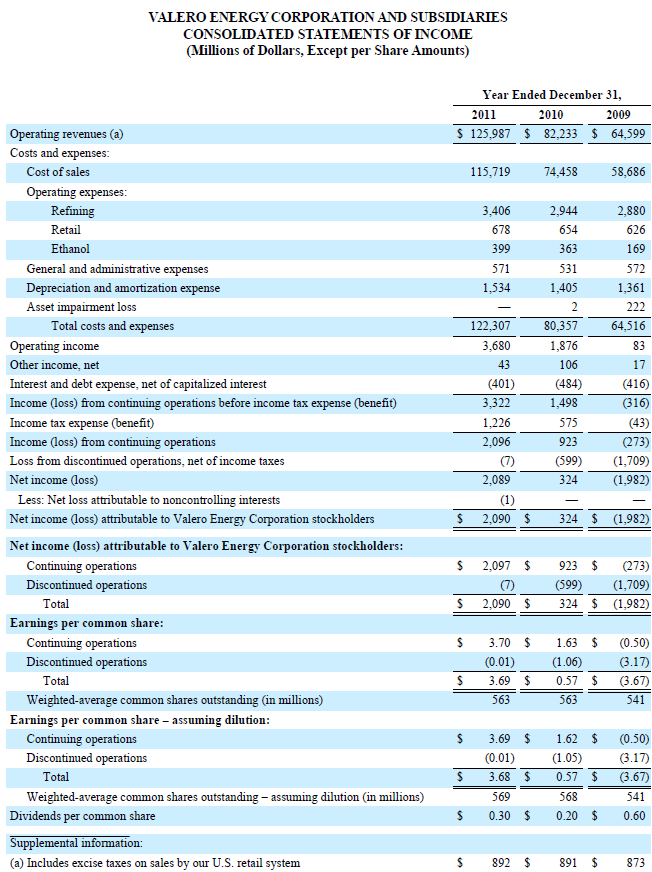 VALERO ENERGY CORPORATION AND SUBSIDIARIES
CONSOLIDATED STATEMENTS OF INCOME
(Millions of Dollars, Except per Share Amounts)
Year Ended December 31,
2011 2010 2009
Operating revenues (a) $ 125,987 $ 82,233 $ 64,599
Costs and expenses:
Cost of sales 115,719 74,458 58,686
Operating expenses:
Refining 3,406 2,944 2,880
Retail 678 654 626
Ethanol 399 363 169
General and administrative expenses 571 531 572
Depreciation and amortization expense 1,534 1,405 1,361
Asset impairment loss — 2 222
Total costs and expenses 122,307 80,357 64,516
Operating income 3,680 1,876 83
Other income, net 43 106 17
Interest and debt expense, net of capitalized interest (401) (484) (416)
Income (loss) from continuing operations before income tax expense (benefit) 3,322 1,498 (316)
Income tax expense (benefit) 1,226 575 (43)
Income (loss) from continuing operations 2,096 923 (273)
Loss from discontinued operations, net of income taxes (7) (599) (1,709)
Net income (loss) 2,089 324 (1,982)
Less: Net loss attributable to noncontrolling interests (1) — —
Net income (loss) attributable to Valero Energy Corporation stockholders $ 2,090 $ 324 $ (1,982)
Net income (loss) attributable to Valero Energy Corporation stockholders:
Continuing operations $ 2,097 $ 923 $ (273)
Discontinued operations (7) (599) (1,709)
Total $ 2,090 $ 324 $ (1,982)
Earnings per common share:
Continuing operations $ 3.70 $ 1.63 $ (0.50)
Discontinued operations (0.01) (1.06) (3.17)
Total $ 3.69 $ 0.57 $ (3.67)
Weighted-average common shares outstanding (in millions) 563 563 541
Earnings per common share – assuming dilution:
Continuing operations $ 3.69 $ 1.62 $ (0.50)
Discontinued operations (0.01) (1.05) (3.17)
Total $ 3.68 $ 0.57 $ (3.67)
Weighted-average common shares outstanding – assuming dilution (in millions) 569 568 541
Dividends per common share $ 0.30 $ 0.20 $ 0.60
Supplemental information:
(a) Includes excise taxes on sales by our U.S. retail system $ 892 $ 891 $ 873